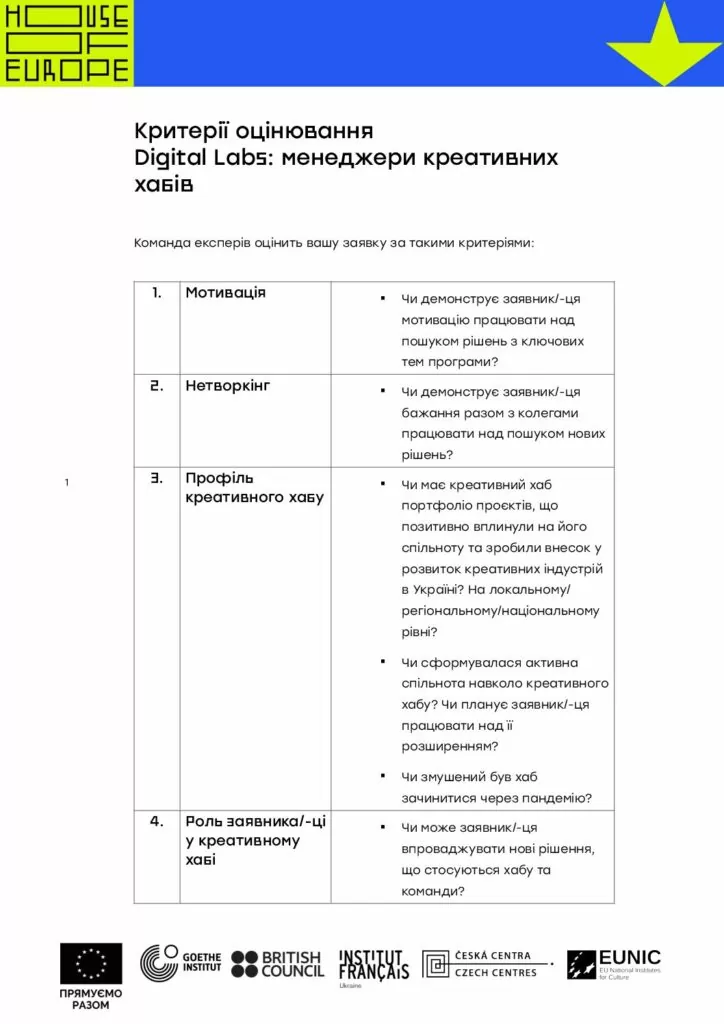 HOUSE
OF
EUROPE
Критерії оцінювання
Digital Labs: менеджери креативних
хабів
Команда експерів оцінить вашу заявку за такими критеріями:
1. Мотивація
▪ Чи демонструє заявник/-ця
мотивацію працювати над
пошуком рішень з ключових
тем програми?
2. Нетворкінг
▪ Чи демонструє заявник/-ця
бажання разом з колегами
працювати над пошуком нових
рішень?
3. Профіль
креативного хабу
▪ Чи має креативний хаб
портфоліо проєктів, що
позитивно вплинули на його
спільноту та зробили внесок у
розвиток креативних індустрій
в Україні? На локальному/
регіональному/національному
рівні?
▪ Чи сформувалася активна
спільнота навколо креативного
хабу? Чи планує заявник/-ця
працювати над її
розширенням?
▪ Чи змушений був хаб
зачинитися через пандемію?
4. Роль заявника/-ці
у креативному
хабі
▪ Чи може заявник/-ця
впроваджувати нові рішення,
що стосуються хабу та
команди?
1
ПРЯМУЄМО
РАЗОМ
GOETHE
INSTITUT
BRITISH
COUNCIL
INSTITUT
FRANÇAIS
Ukraine
ČESKÁ CENTRA
CZECH CENTRES
EUNIC
EU National Institutes
for Culture